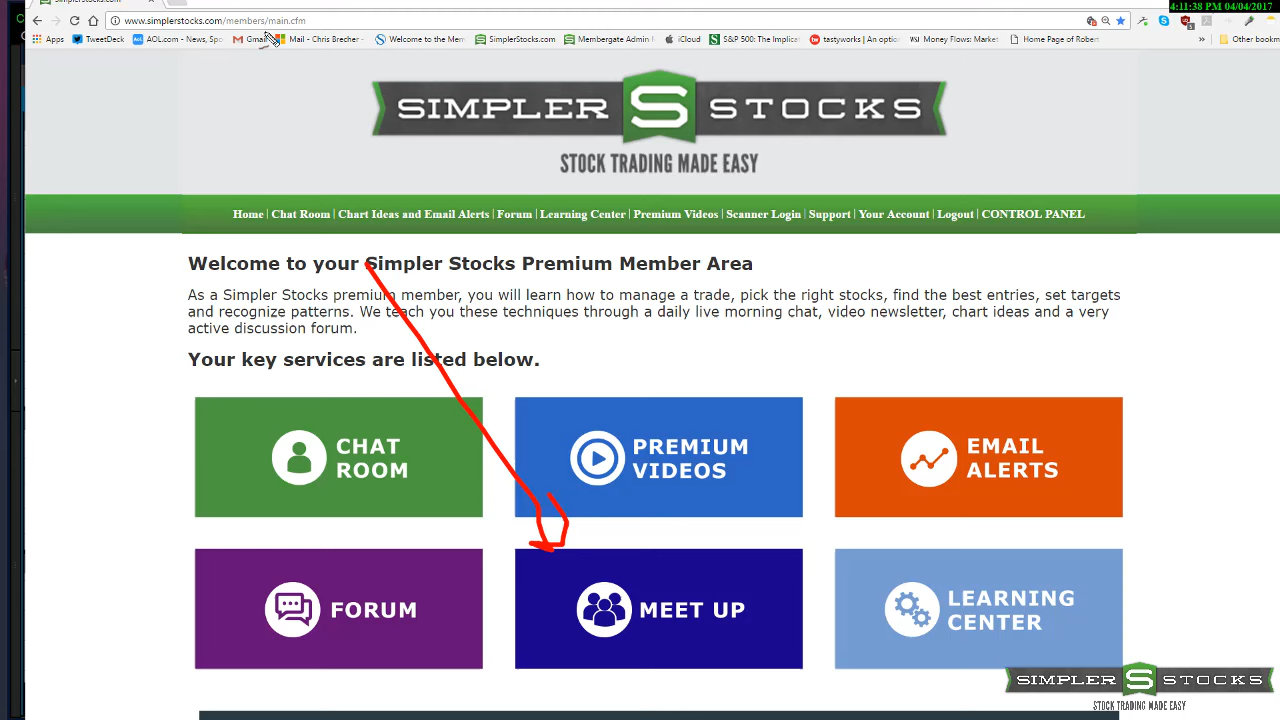 4:11:38 PM 04/04/2017
www.simplerstocks.com/members/main.cfm
Apps TweetDeck AOL.com - News, Spo Gmail Mail - Chris Brecher - Welcome to the Mem SimplerStocks.com Membergate Admin iCloud S&P 500: The Implicat tastyworks | An option Money Flows: Market Home Page of Robert » Other bookm
SIMPLER S STOCKS
STOCK TRADING MADE EASY
Home | Chat Room | Chart Ideas and Email Alerts | Forum | Learning Center | Premium Videos | Scanner Login | Support | Your Account | Logout | CONTROL PANEL
Welcome to your Simpler Stocks Premium Member Area
As a Simpler Stocks premium member, you will learn how to manage a trade, pick the right stocks, find the best entries, set targets
and recognize patterns. We teach you these techniques through a daily live morning chat, video newsletter, chart ideas and a very
active discussion forum.
Your key services are listed below.
CHAT
ROOM
PREMIUM
VIDEOS
EMAIL
ALERTS
FORUM
MEET UP
LEARNING
CENTER
SIMPLER S STOCKS
STOCK TRADING MADE EASY